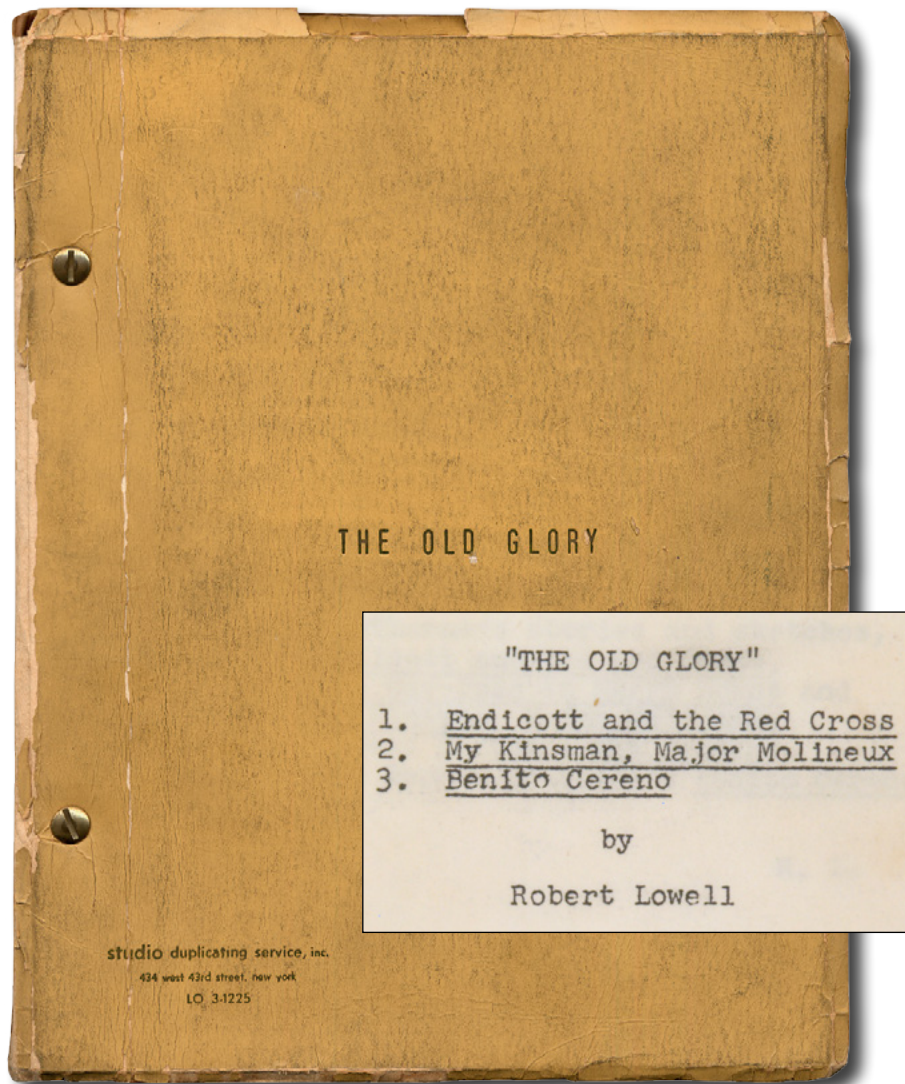 THE OLD GLORY
"THE OLD GLORY"
1. Endicott and the Red Cross
2. My Kinsman, Major Molineux
3. Benito Cereno
by
Robert Lowell
studio duplicating service, inc.
434 west 43rd street, new york
LO 3-1225